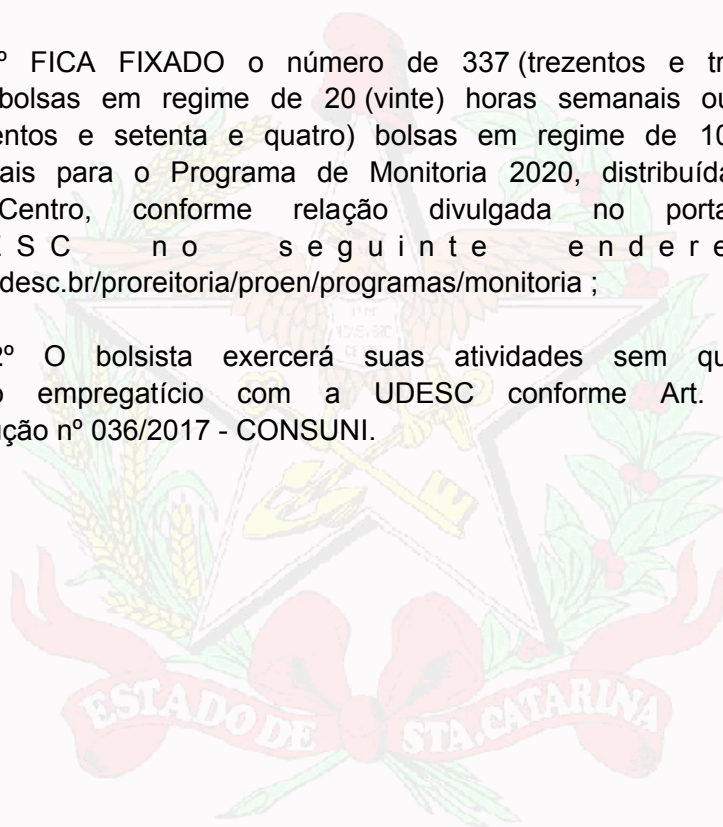 º FICA FIXADO o número de 337 (trezentos e tr
bolsas em regime de 20 (vinte) horas semanais ou
entos e setenta e quatro) bolsas em regime de 10
ais para o Programa de Monitoria 2020, distribuída
Centro, conforme relação divulgada no porta
E S C n o s e g u i n t e e n d e r e
desc.br/proreitoria/proen/programas/monitoria ;
2º O bolsista exercerá suas atividades sem qu
o empregatício com a UDESC conforme Art.
ução nº 036/2017 - CONSUNI.
ESTADO DE STA. CATARINA